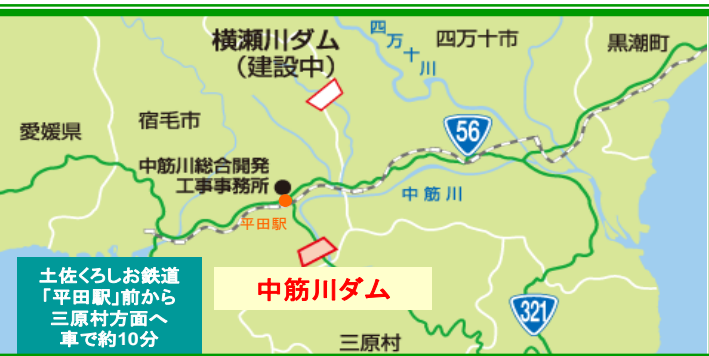 横瀬川ダム
（建設中）
四万十川
四万十市
黒潮町
愛媛県
宿毛市
56
中筋川総合開発
工事事務所
中筋川
平田駅
土佐くろしお鉄道
「平田駅」前から
三原村方面へ
車で約10分
中筋川ダム
321
三原村